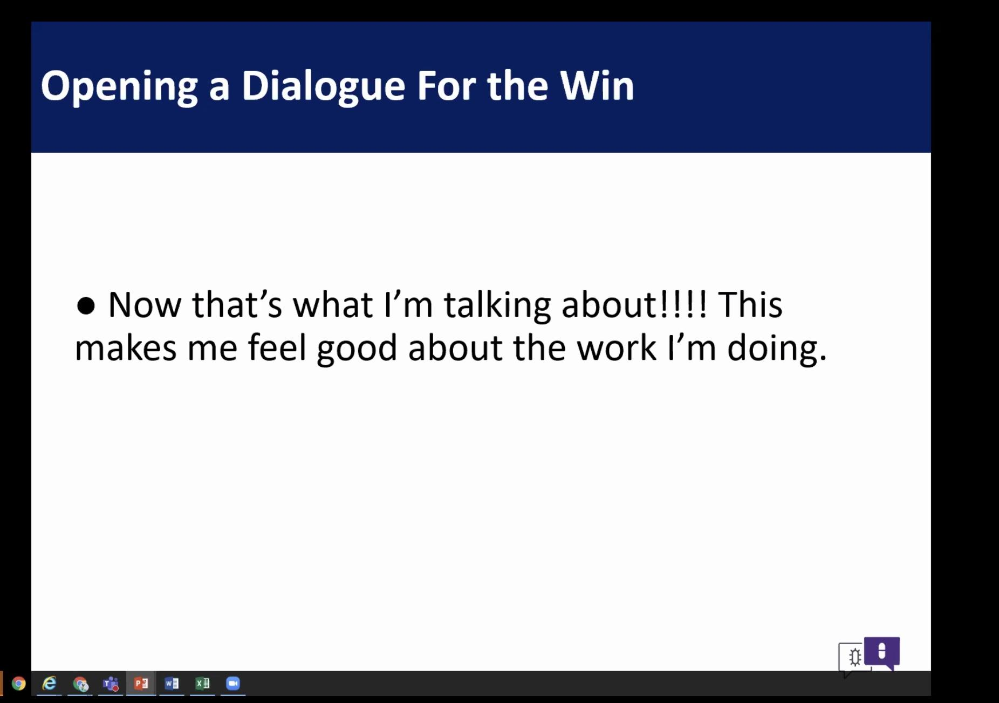 Opening a Dialogue For the Win
● Now that’s what I’m talking about!!!! This
makes me feel good about the work I’m doing.